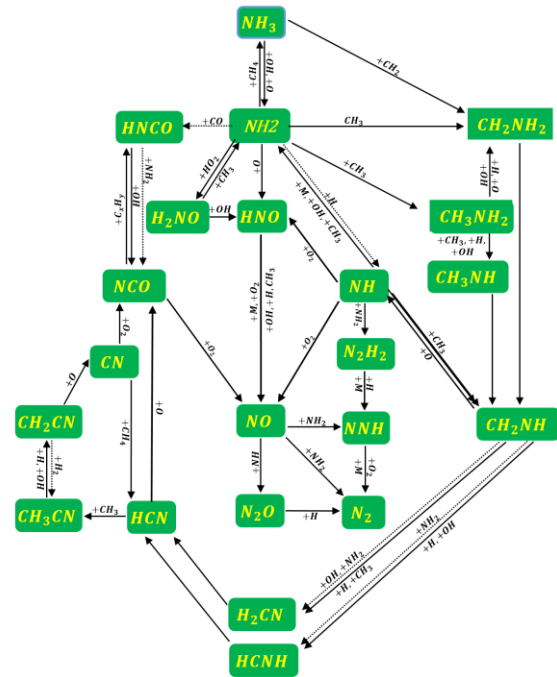 NH₃
+CH₄
+OH, +O
+CH₂
HNCO
+CO
NH2
CH₃
CH₂NH₂
+C_xH_y
+OH
+NH₂
+HO₂
+CH₃
+O
+H
+M, +OH, +CH₃
+CH₃
+OH
+H, +O
H₂NO
+OH
HNO
CH₃NH₂
+CH₃, +H,
+OH
CH₃NH
+O₂
NCO
+M, +O₂
+OH, +H, CH₃
NH
+O₂
+O₂
+NH₂
+CH₃
+O
+O₂
CN
N₂H₂
+O
+H
+M
CH₂CN
+CH₄
+O
NO
+NH₂
NNH
CH₂NH
+H, +OH
+H₂
+NH
+NH₂
+O₂
+M
CH₃CN
+CH₃
HCN
N₂O
+H
N₂
+OH, +NH₂
+H, +CH₃
+NH₂
+H, +OH
H₂CN
HCNH